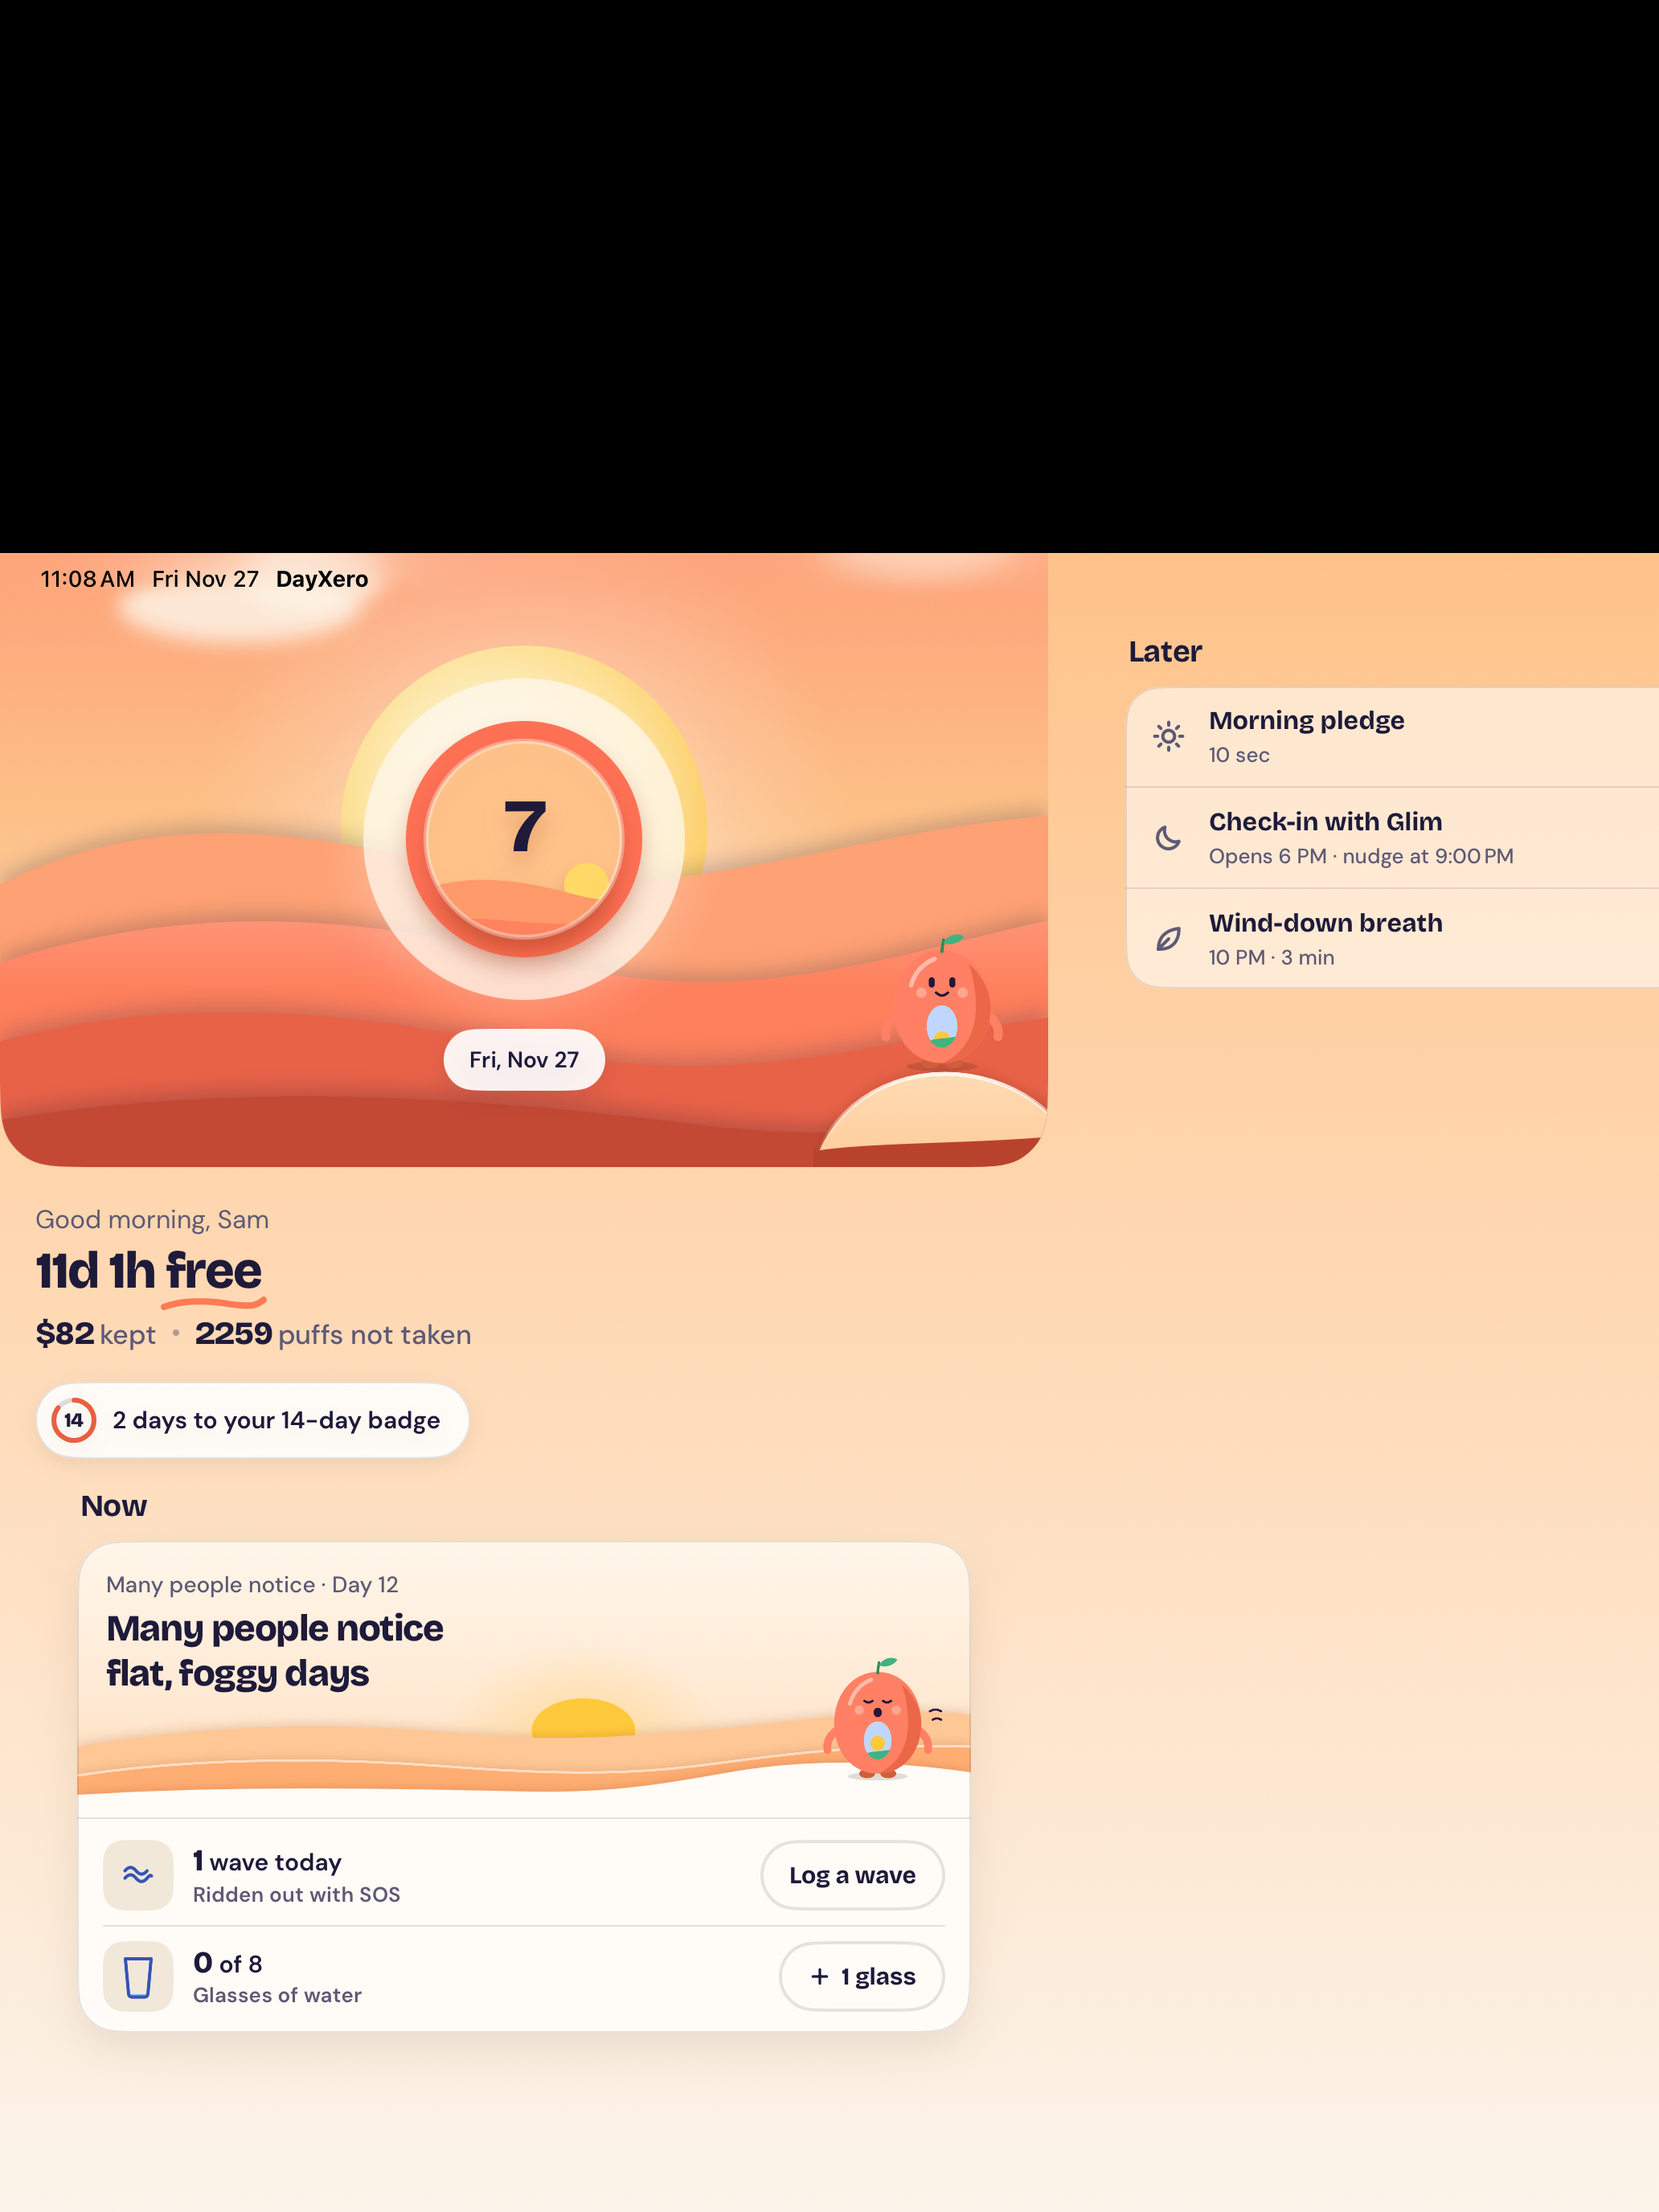 11:08 AM Fri Nov 27 DayXero
7
Fri, Nov 27
Good morning, Sam
11d 1h free
$82 kept • 2259 puffs not taken
14 2 days to your 14-day badge
Now
Many people notice · Day 12
Many people notice
flat, foggy days
1 wave today
Ridden out with SOS
Log a wave
0 of 8
Glasses of water
+ 1 glass
Later
Morning pledge
10 sec
Check-in with Glim
Opens 6 PM · nudge at 9:00 PM
Wind-down breath
10 PM · 3 min